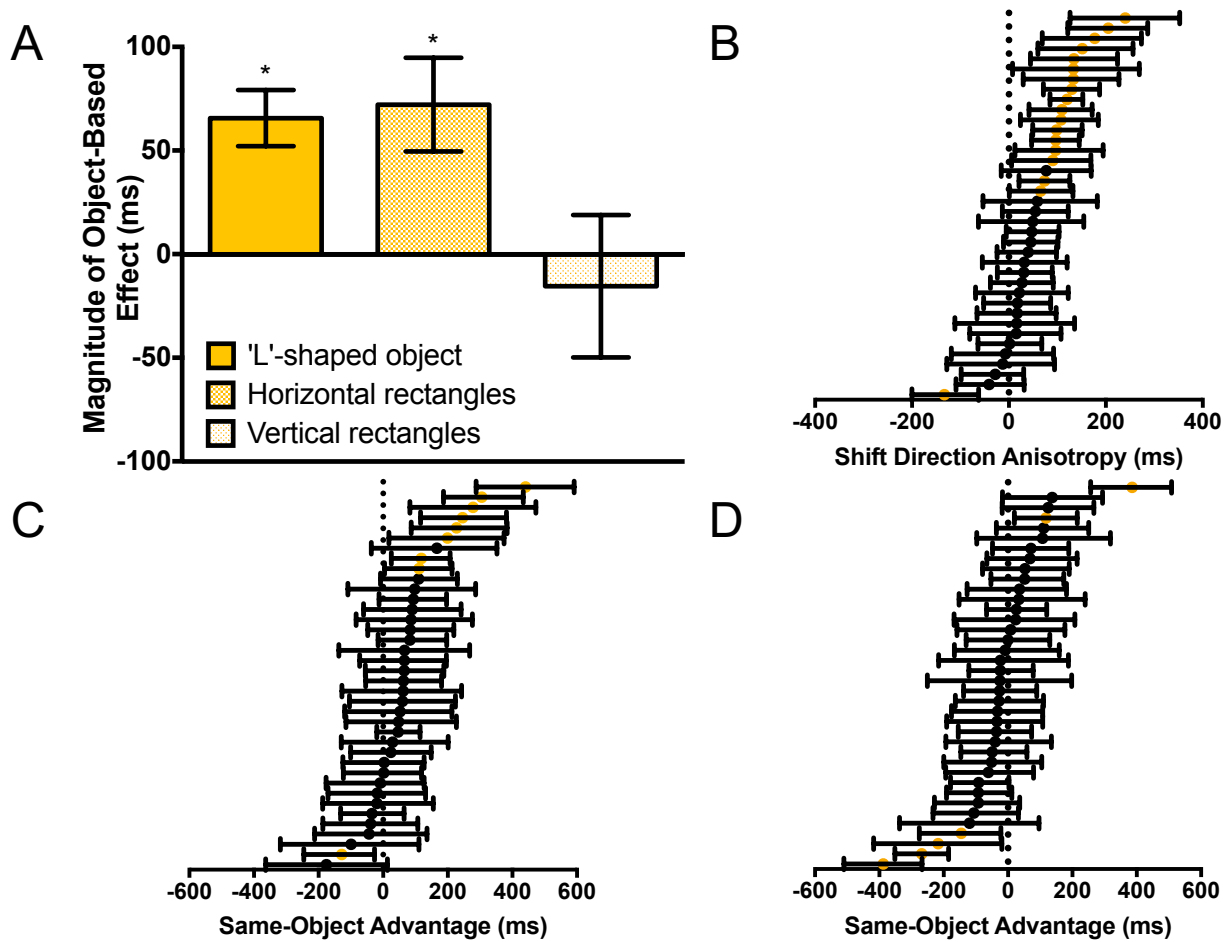 A
Magnitude of Object-Based
Effect (ms)
100
50
0
-50
-100
*
*
'L'-shaped object
Horizontal rectangles
Vertical rectangles
B
-400 -200 0 200 400
Shift Direction Anisotropy (ms)
C
-600 -400 -200 0 200 400 600
Same-Object Advantage (ms)
D
-600 -400 -200 0 200 400 600
Same-Object Advantage (ms)